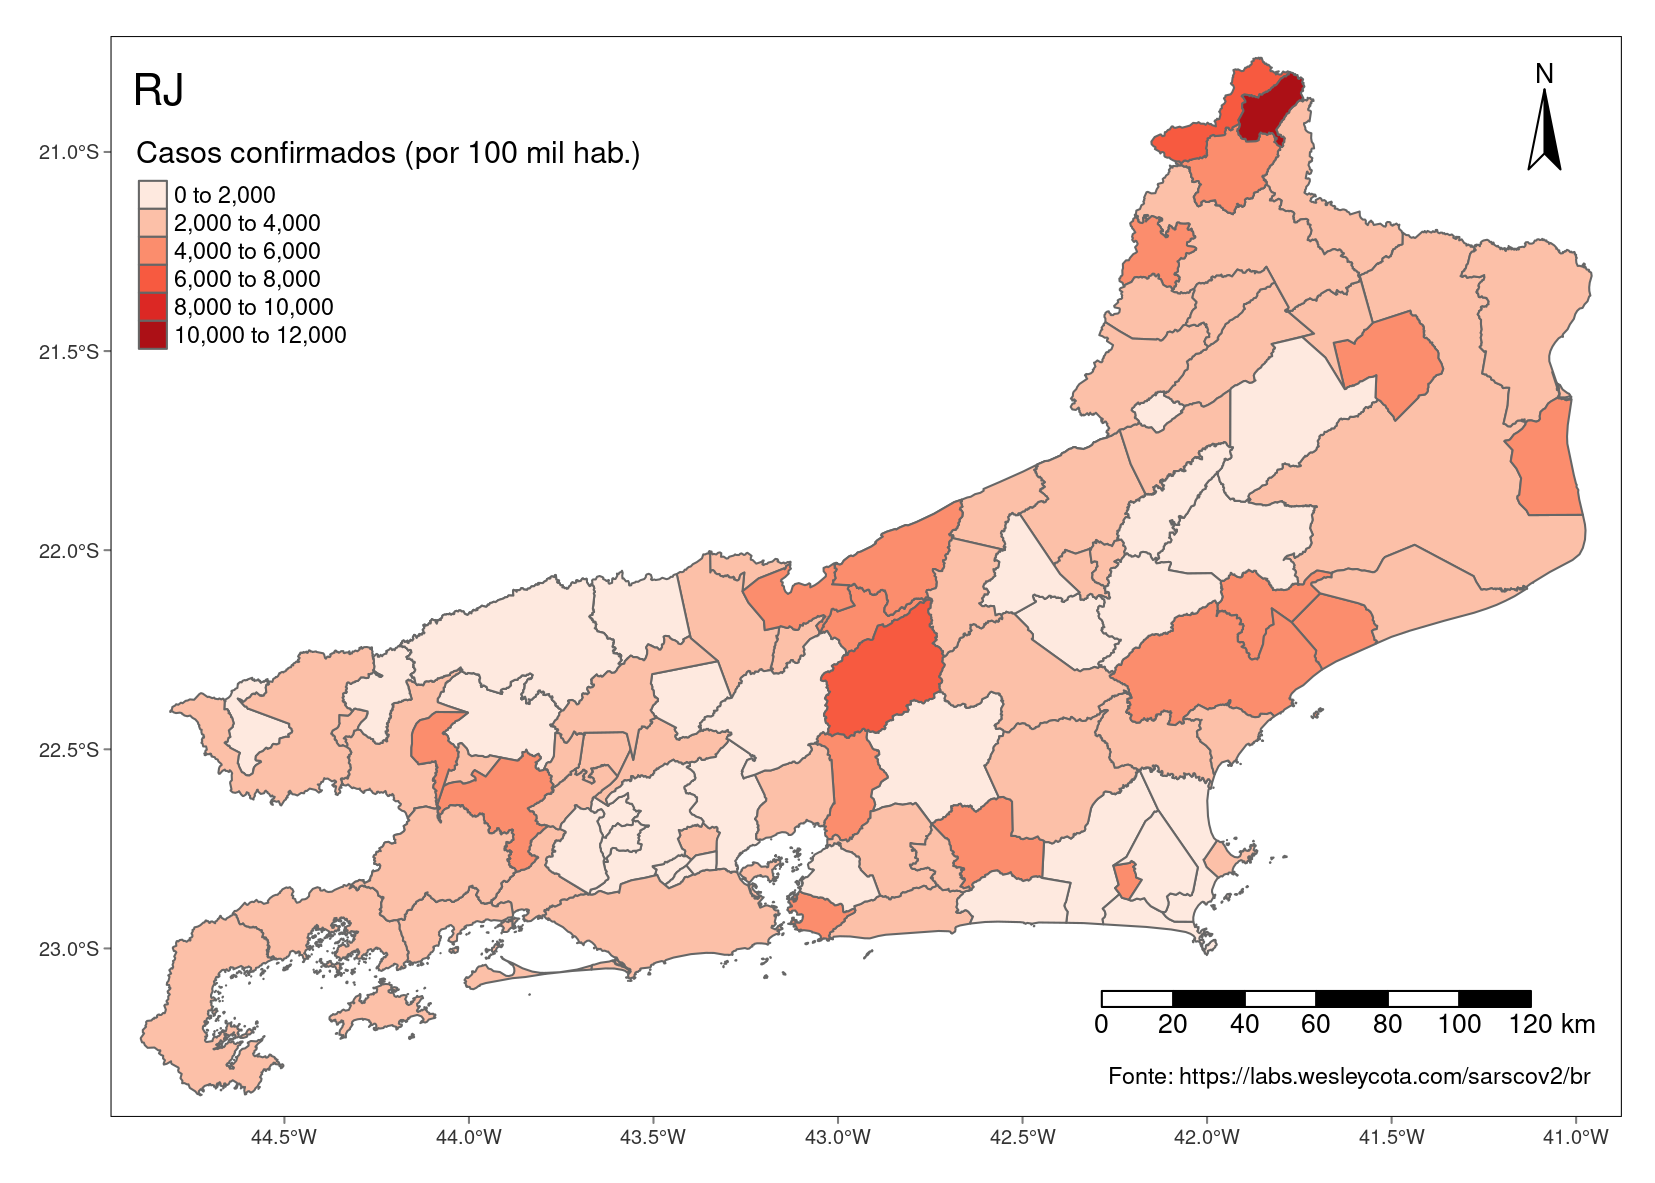 RJ
N
Casos confirmados (por 100 mil hab.)
0 to 2,000
2,000 to 4,000
4,000 to 6,000
6,000 to 8,000
8,000 to 10,000
10,000 to 12,000
21.0°S
21.5°S
22.0°S
22.5°S
23.0°S
0 20 40 60 80 100 120 km
Fonte: https://labs.wesleycota.com/sarscov2/br
44.5°W 44.0°W 43.5°W 43.0°W 42.5°W 42.0°W 41.5°W 41.0°W